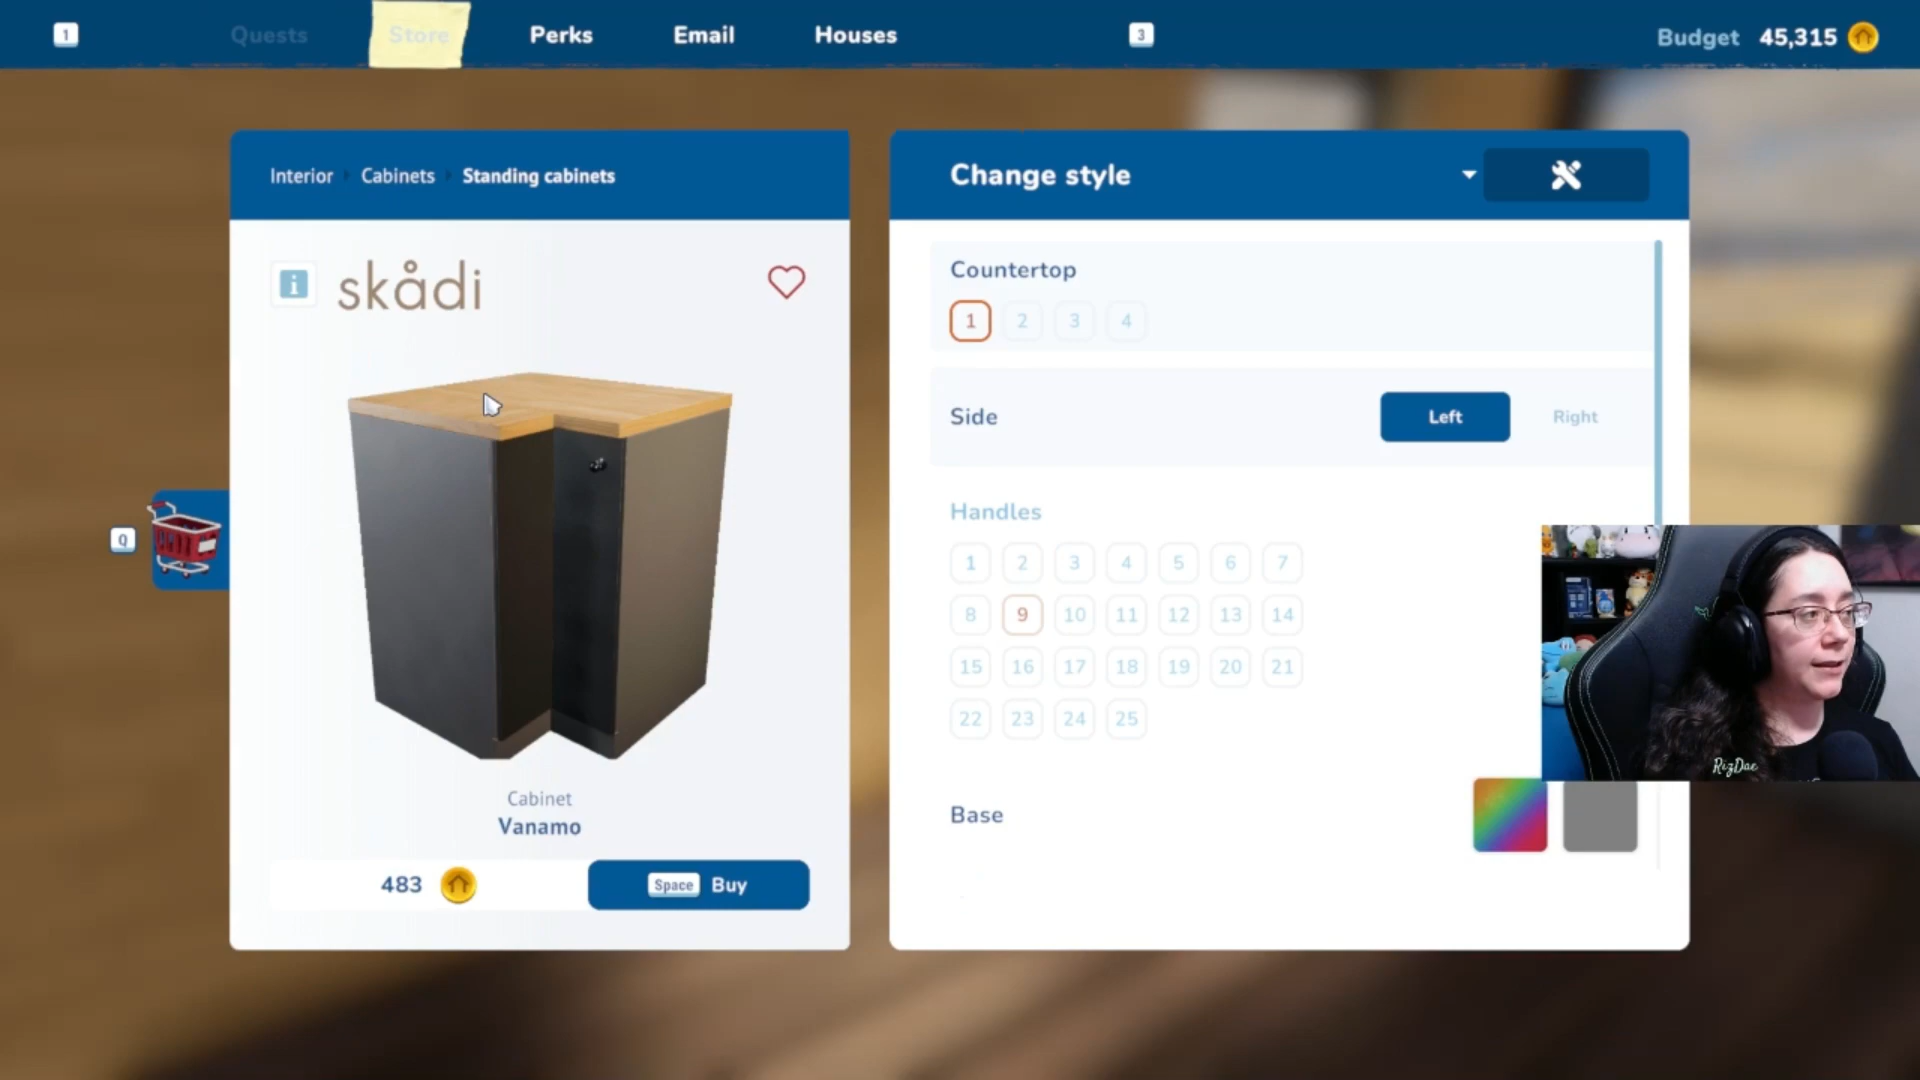 1 Quests Store Perks Email Houses 3 Budget 45,315
Interior Cabinets Standing cabinets
Change style
i skådi
Countertop
1 2 3 4
Side Left Right
Handles
1 2 3 4 5 6 7
8 9 10 11 12 13 14
15 16 17 18 19 20 21
22 23 24 25
Q
Base
Cabinet
Vanamo
483 Space Buy
RizDae